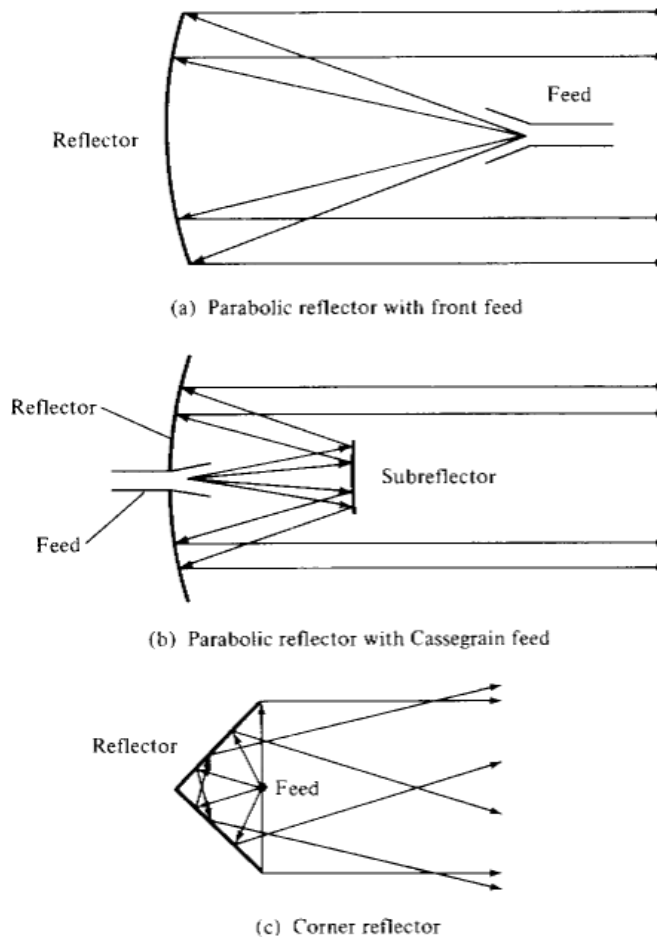 Feed
Reflector
(a) Parabolic reflector with front feed
Reflector
Subreflector
Feed
(b) Parabolic reflector with Cassegrain feed
Reflector
Feed
(c) Corner reflector